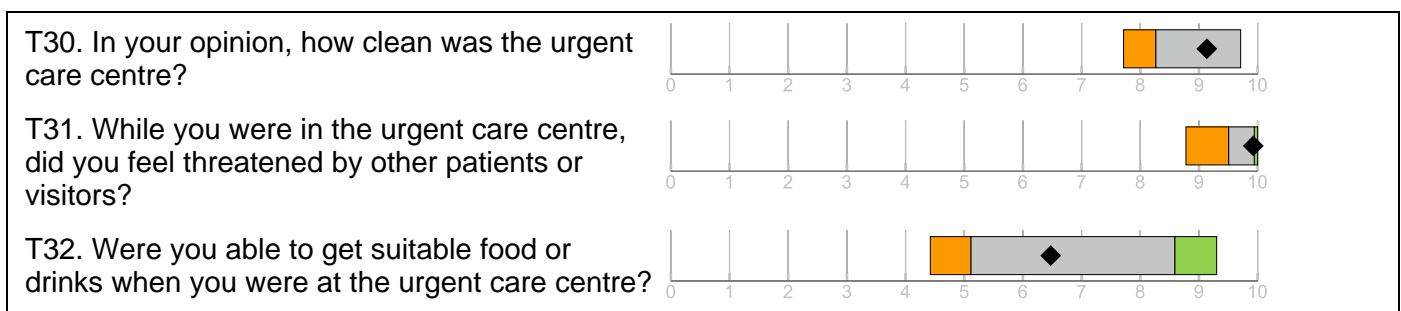 T30. In your opinion, how clean was the urgent
care centre?
0 1 2 3 4 5 6 7 8 9 10
T31. While you were in the urgent care centre,
did you feel threatened by other patients or
visitors?
0 1 2 3 4 5 6 7 8 9 10
T32. Were you able to get suitable food or
drinks when you were at the urgent care centre?
0 1 2 3 4 5 6 7 8 9 10